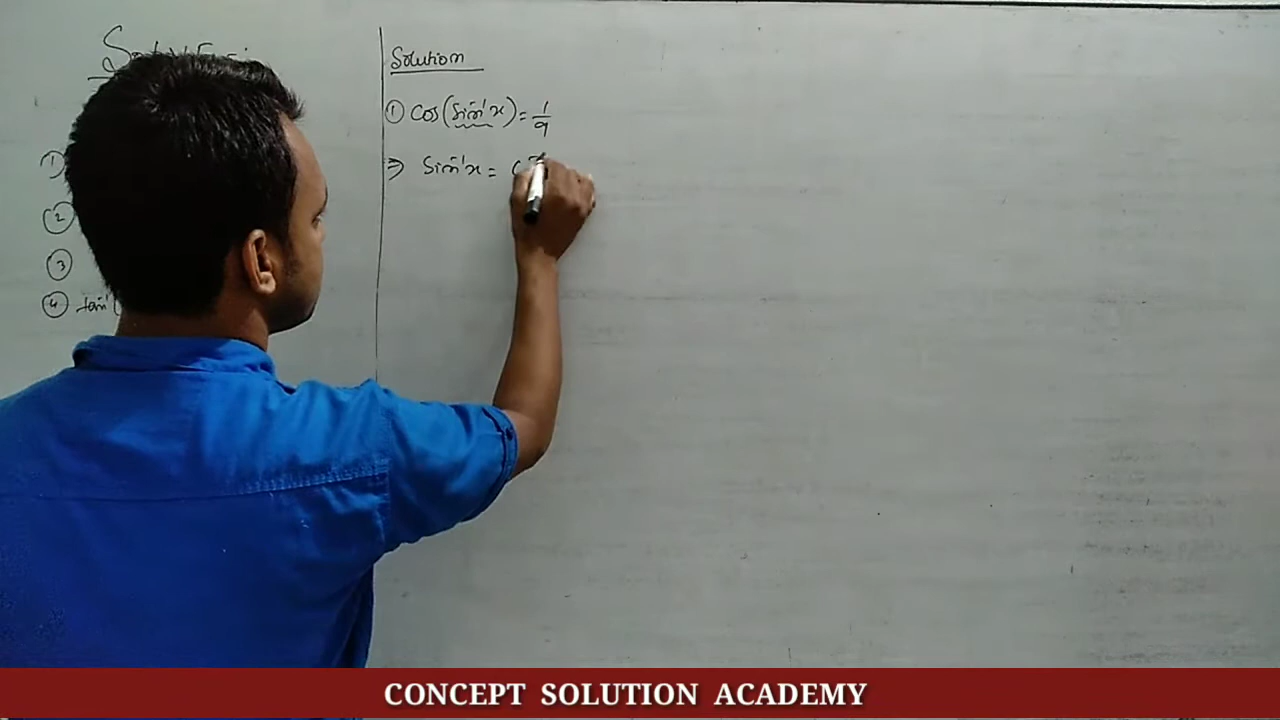 Solution
① cos(sin⁻¹x) = 1/9
⇒ sin⁻¹x =
①
②
③
④ tan⁻¹(
CONCEPT SOLUTION ACADEMY